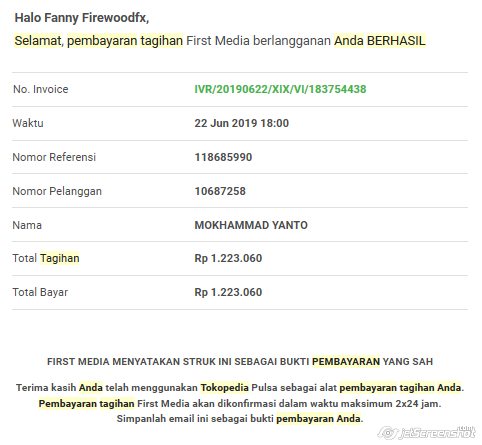 Halo Fanny Firewoodfx,
Selamat, pembayaran tagihan First Media berlangganan Anda BERHASIL
No. Invoice IVR/20190622/XIX/VI/183754438
Waktu 22 Jun 2019 18:00
Nomor Referensi 118685990
Nomor Pelanggan 10687258
Nama MOKHAMMAD YANTO
Total Tagihan Rp 1.223.060
Total Bayar Rp 1.223.060
FIRST MEDIA MENYATAKAN STRUK INI SEBAGAI BUKTI PEMBAYARAN YANG SAH
Terima kasih Anda telah menggunakan Tokopedia Pulsa sebagai alat pembayaran tagihan Anda.
Pembayaran tagihan First Media akan dikonfirmasi dalam waktu maksimum 2x24 jam.
Simpanlah email ini sebagai bukti pembayaran Anda.
jetScreenshot